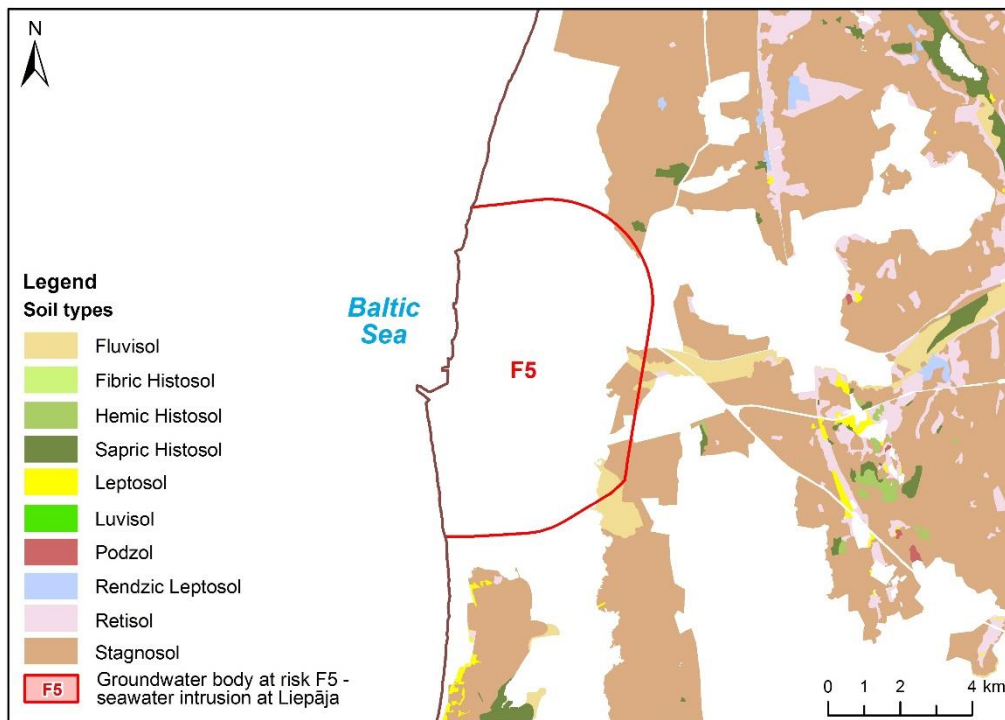 N
Baltic
Sea
F5
Legend
Soil types
Fluvisol
Fibric Histosol
Hemic Histosol
Sapric Histosol
Leptosol
Luvisol
Podzol
Rendzic Leptosol
Retisol
Stagnosol
F5 Groundwater body at risk F5 -
seawater intrusion at Liepāja
0 1 2 4 km